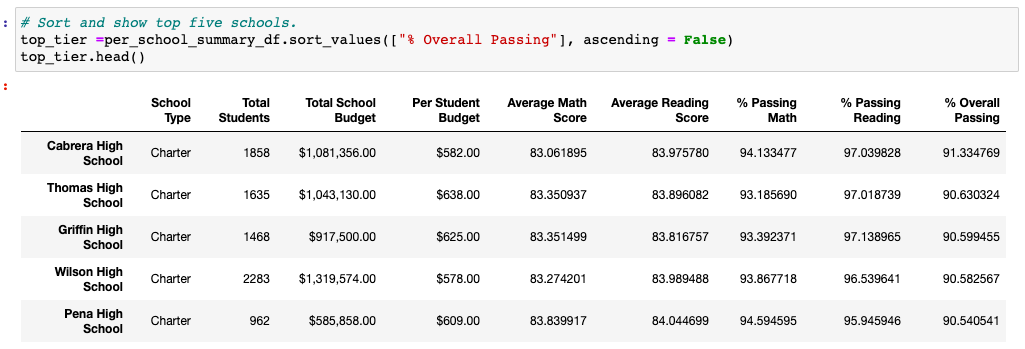 :
# Sort and show top five schools.
top_tier =per_school_summary_df.sort_values(["% Overall Passing"], ascending = False)
top_tier.head()
:
School Type Total Students Total School Budget Per Student Budget Average Math Score Average Reading Score % Passing Math % Passing Reading % Overall Passing
Cabrera High School Charter 1858 $1,081,356.00 $582.00 83.061895 83.975780 94.133477 97.039828 91.334769
Thomas High School Charter 1635 $1,043,130.00 $638.00 83.350937 83.896082 93.185690 97.018739 90.630324
Griffin High School Charter 1468 $917,500.00 $625.00 83.351499 83.816757 93.392371 97.138965 90.599455
Wilson High School Charter 2283 $1,319,574.00 $578.00 83.274201 83.989488 93.867718 96.539641 90.582567
Pena High School Charter 962 $585,858.00 $609.00 83.839917 84.044699 94.594595 95.945946 90.540541